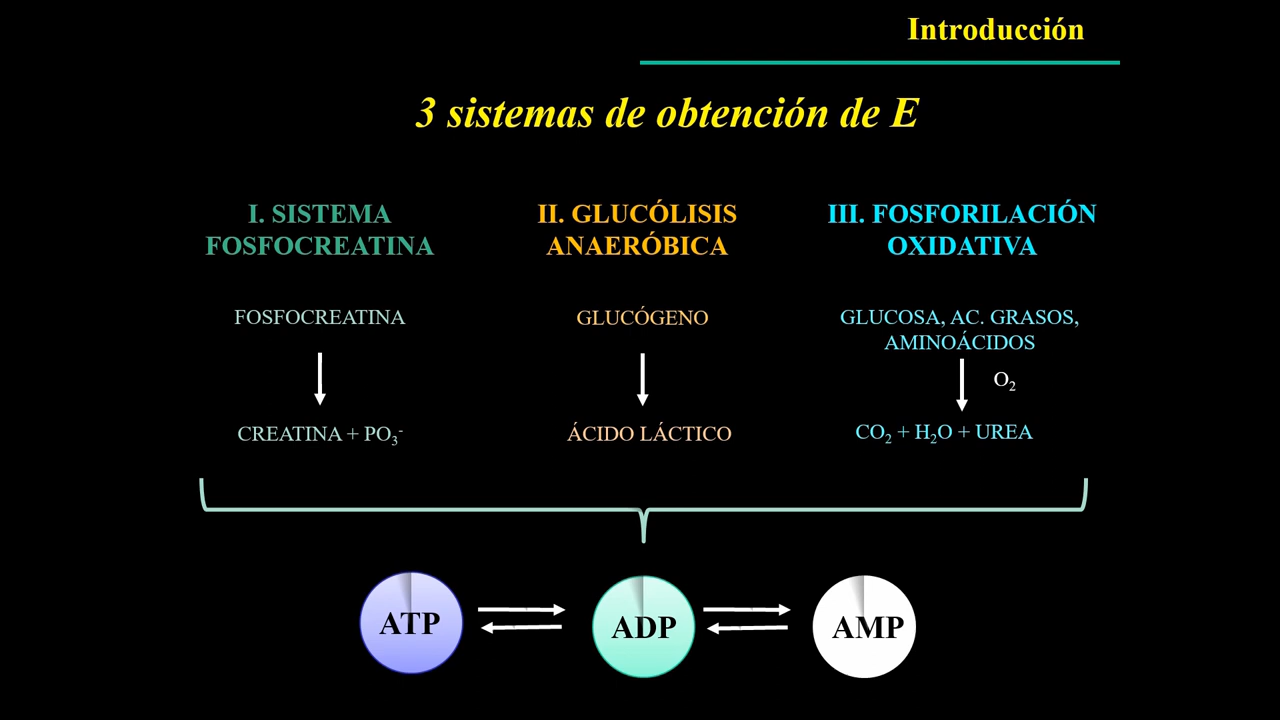 Introducción
3 sistemas de obtención de E
I. SISTEMA
FOSFOCREATINA
II. GLUCÓLISIS
ANAERÓBICA
III. FOSFORILACIÓN
OXIDATIVA
FOSFOCREATINA
GLUCÓGENO
GLUCOSA, AC. GRASOS,
AMINOÁCIDOS
O₂
CREATINA + PO₃⁻
ÁCIDO LÁCTICO
CO₂ + H₂O + UREA
ATP
ADP
AMP